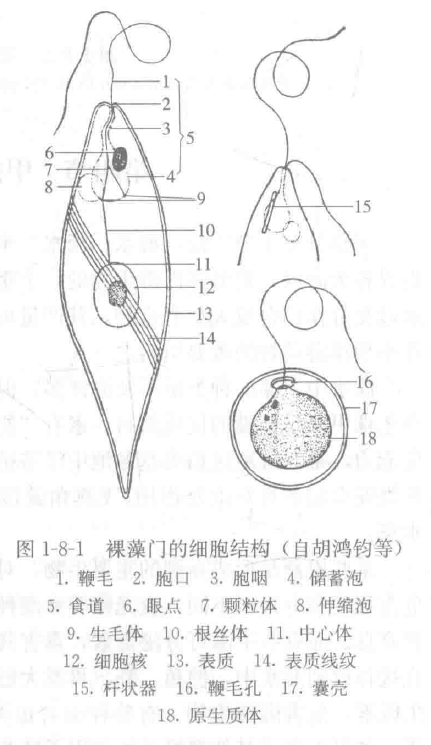 1
2
3
5
6
7
4
8
9
10
11
12
13
14
15
16
17
18
图 1-8-1 裸藻门的细胞结构（自胡鸿钧等）
1. 鞭毛 2. 胞口 3. 胞咽 4. 储蓄泡
5. 食道 6. 眼点 7. 颗粒体 8. 伸缩泡
9. 生毛体 10. 根丝体 11. 中心体
12. 细胞核 13. 表质 14. 表质线纹
15. 杆状器 16. 鞭毛孔 17. 囊壳
18. 原生质体